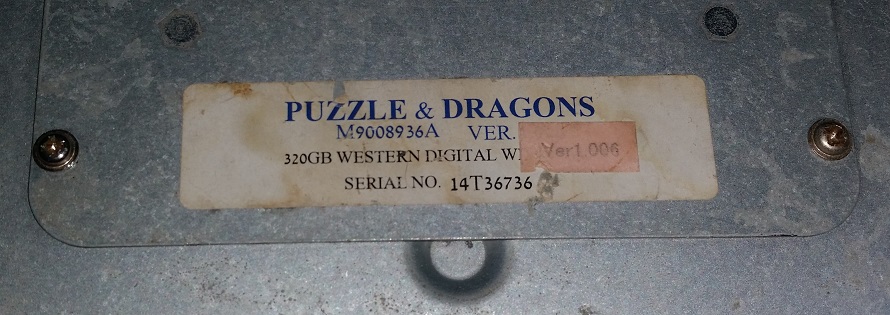 PUZZLE & DRAGONS
M9008936A VER. Ver1.006
320GB WESTERN DIGITAL
SERIAL NO. 14T36736